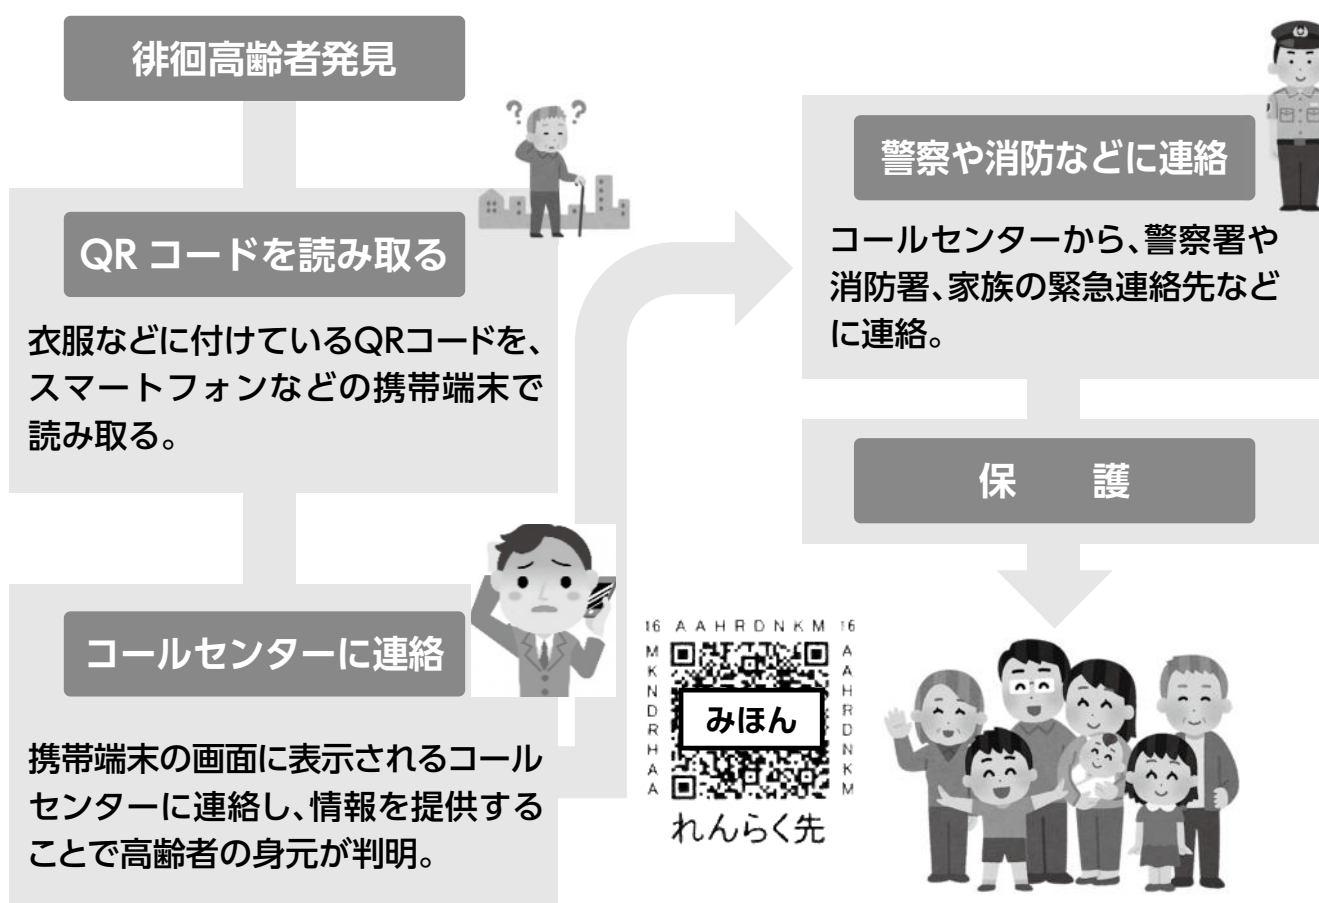 徘徊高齢者発見
? ?
QR コードを読み取る
衣服などに付けているQRコードを、
スマートフォンなどの携帯端末で
読み取る。
コールセンターに連絡
携帯端末の画面に表示されるコール
センターに連絡し、情報を提供する
ことで高齢者の身元が判明。
警察や消防などに連絡
コールセンターから、警察署や
消防署、家族の緊急連絡先など
に連絡。
保　護
16 A A H R D N K M 16
M K N D R H A A
みほん
A A H R D N K M
れんらく先